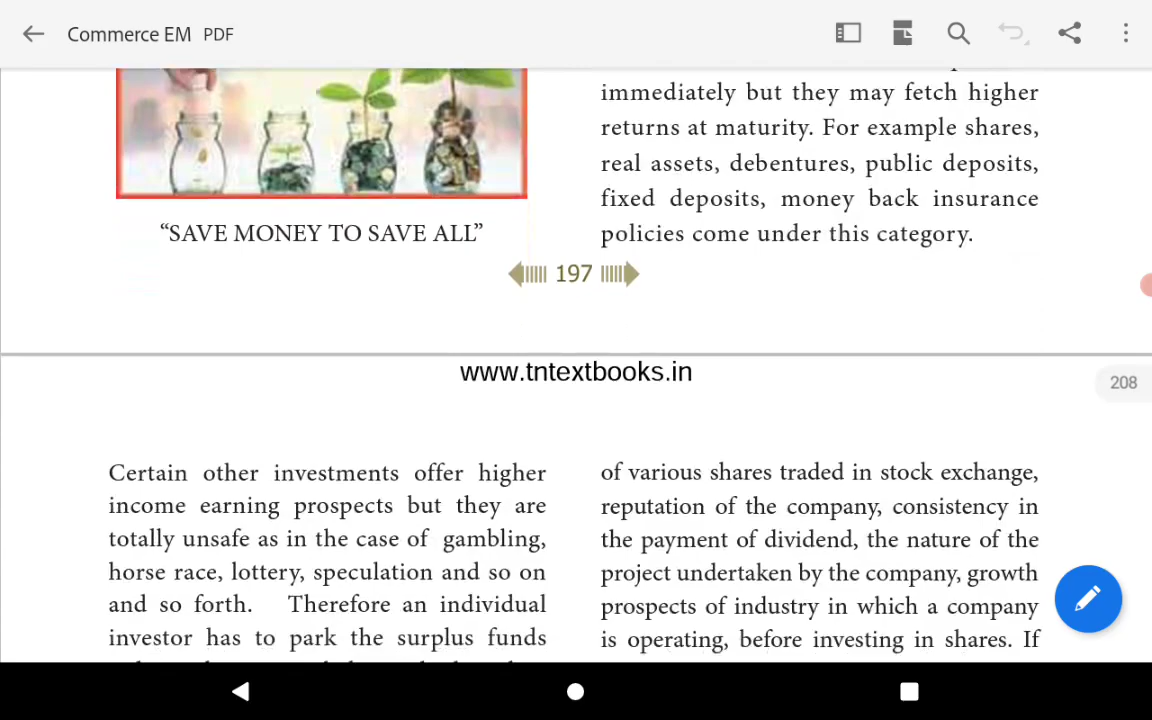 Commerce EM PDF
immediately but they may fetch higher
returns at maturity. For example shares,
real assets, debentures, public deposits,
fixed deposits, money back insurance
policies come under this category.
“SAVE MONEY TO SAVE ALL”
197
www.tntextbooks.in
208
Certain other investments offer higher
income earning prospects but they are
totally unsafe as in the case of gambling,
horse race, lottery, speculation and so on
and so forth. Therefore an individual
investor has to park the surplus funds
of various shares traded in stock exchange,
reputation of the company, consistency in
the payment of dividend, the nature of the
project undertaken by the company, growth
prospects of industry in which a company
is operating, before investing in shares. If